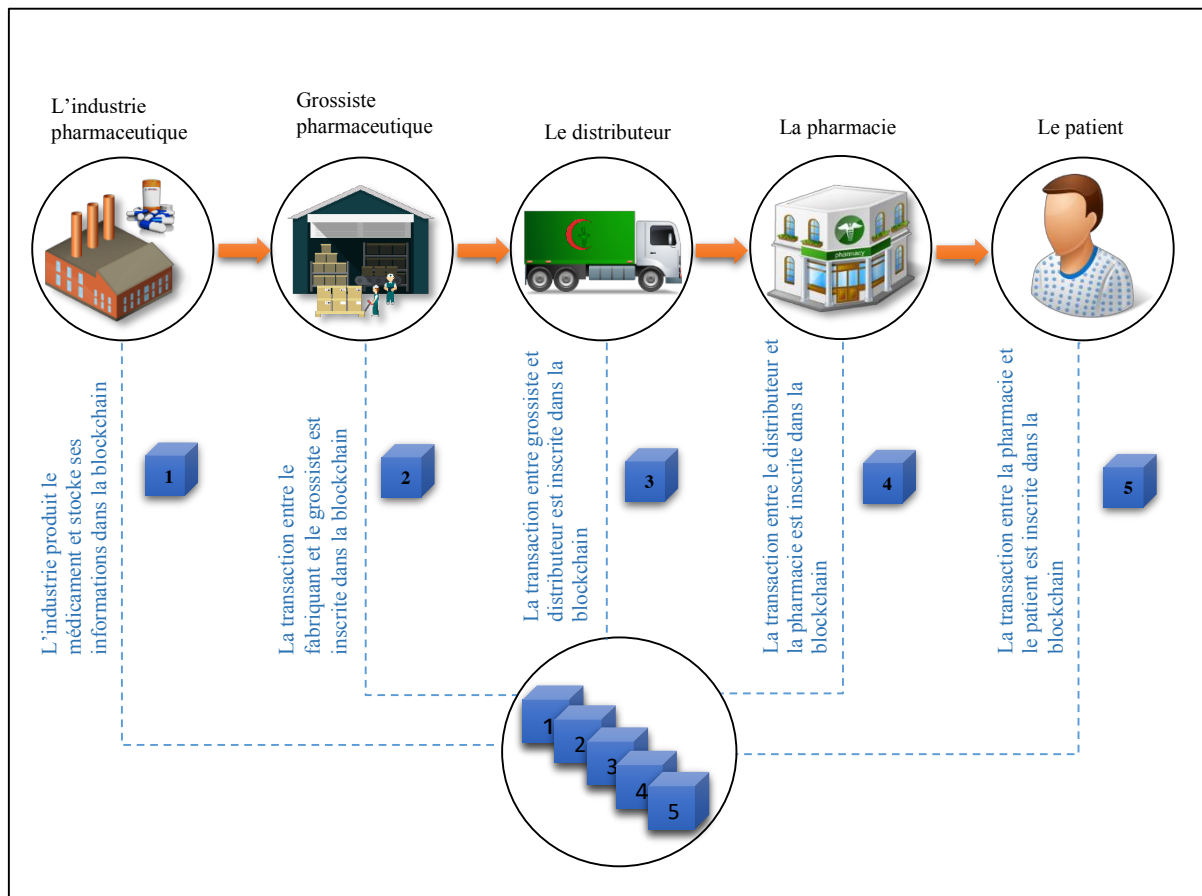 L’industrie
pharmaceutique
Grossiste
pharmaceutique
Le distributeur
La pharmacie
Le patient
pharmacy
L’industrie produit le
médicament et stocke ses
informations dans la blockchain
1
La transaction entre le
fabriquant et le grossiste est
inscrite dans la blockchain
2
La transaction entre grossiste et
distributeur est inscrite dans la
blockchain
3
La transaction entre le distributeur et
la pharmacie est inscrite dans la
blockchain
4
La transaction entre la pharmacie et
le patient est inscrite dans la
blockchain
5
1
2
3
4
5